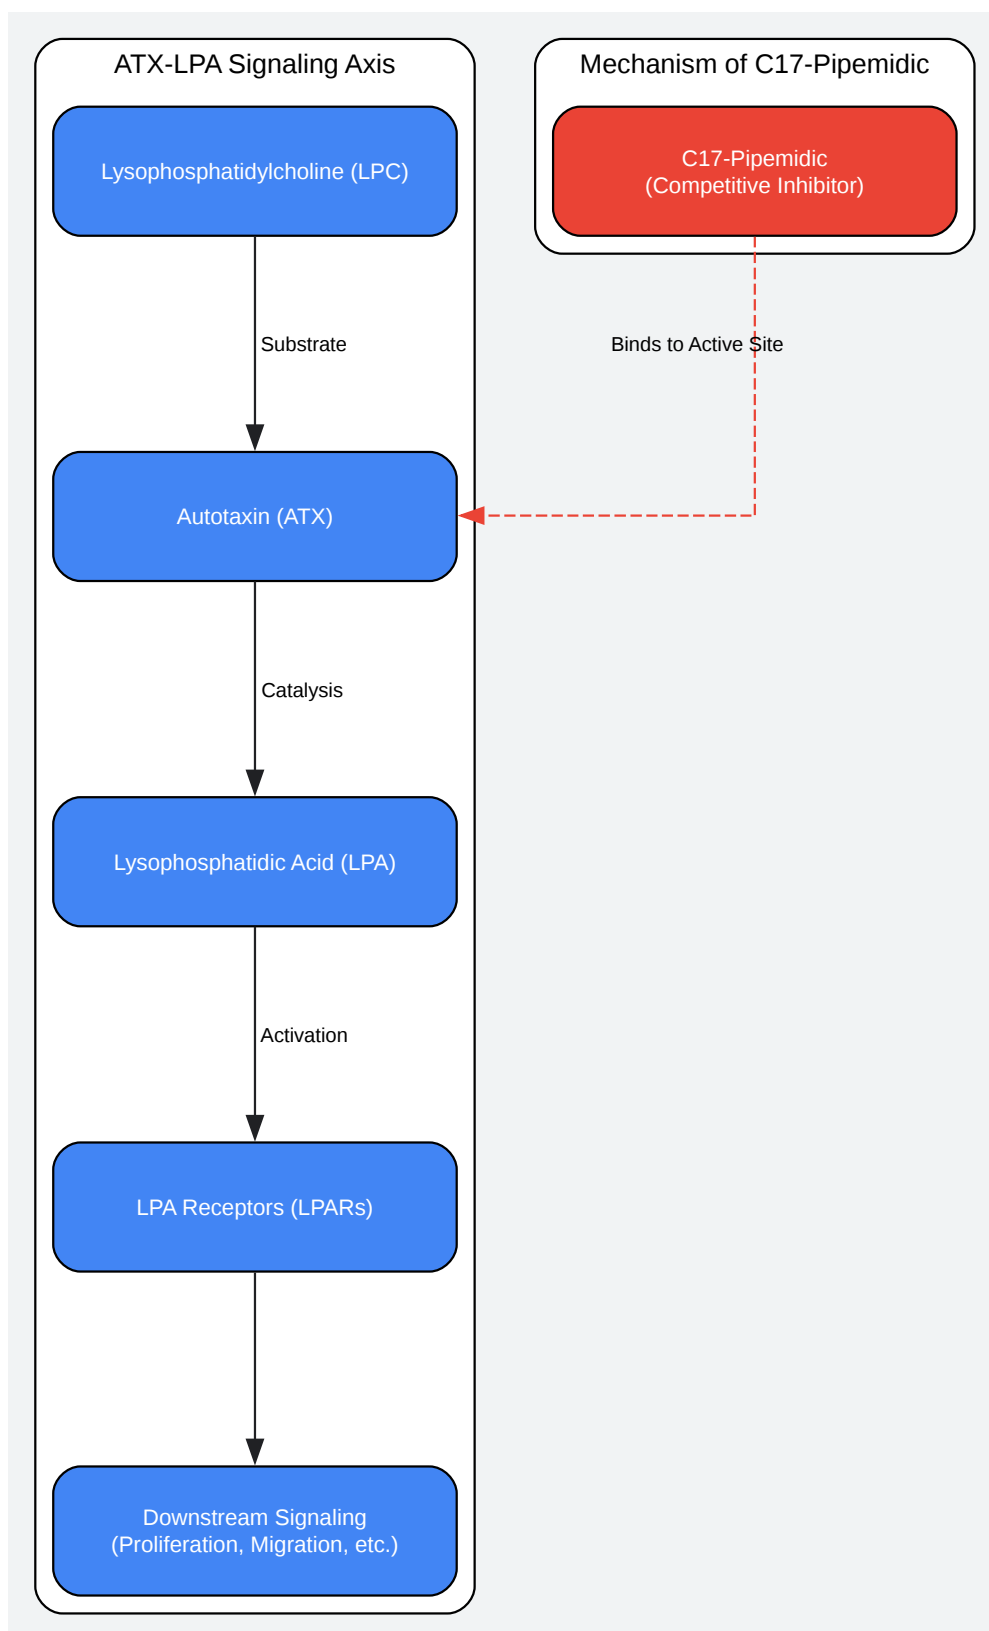 ATX-LPA Signaling Axis
Lysophosphatidylcholine (LPC)
Substrate
Autotaxin (ATX)
Catalysis
Lysophosphatidic Acid (LPA)
Activation
LPA Receptors (LPARs)
Downstream Signaling
(Proliferation, Migration, etc.)
Mechanism of C17-Pipemidic
C17-Pipemidic
(Competitive Inhibitor)
Binds to Active Site